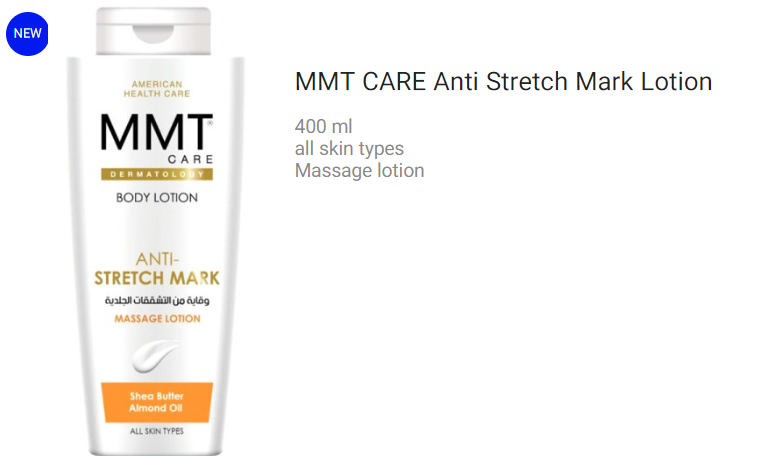 NEW
AMERICAN
HEALTH CARE
MMT®
CARE
DERMATOLOGY
BODY LOTION
ANTI-
STRETCH MARK
وقاية من التشققات الجلدية
MASSAGE LOTION
Shea Butter
Almond Oil
ALL SKIN TYPES
MMT CARE Anti Stretch Mark Lotion
400 ml
all skin types
Massage lotion